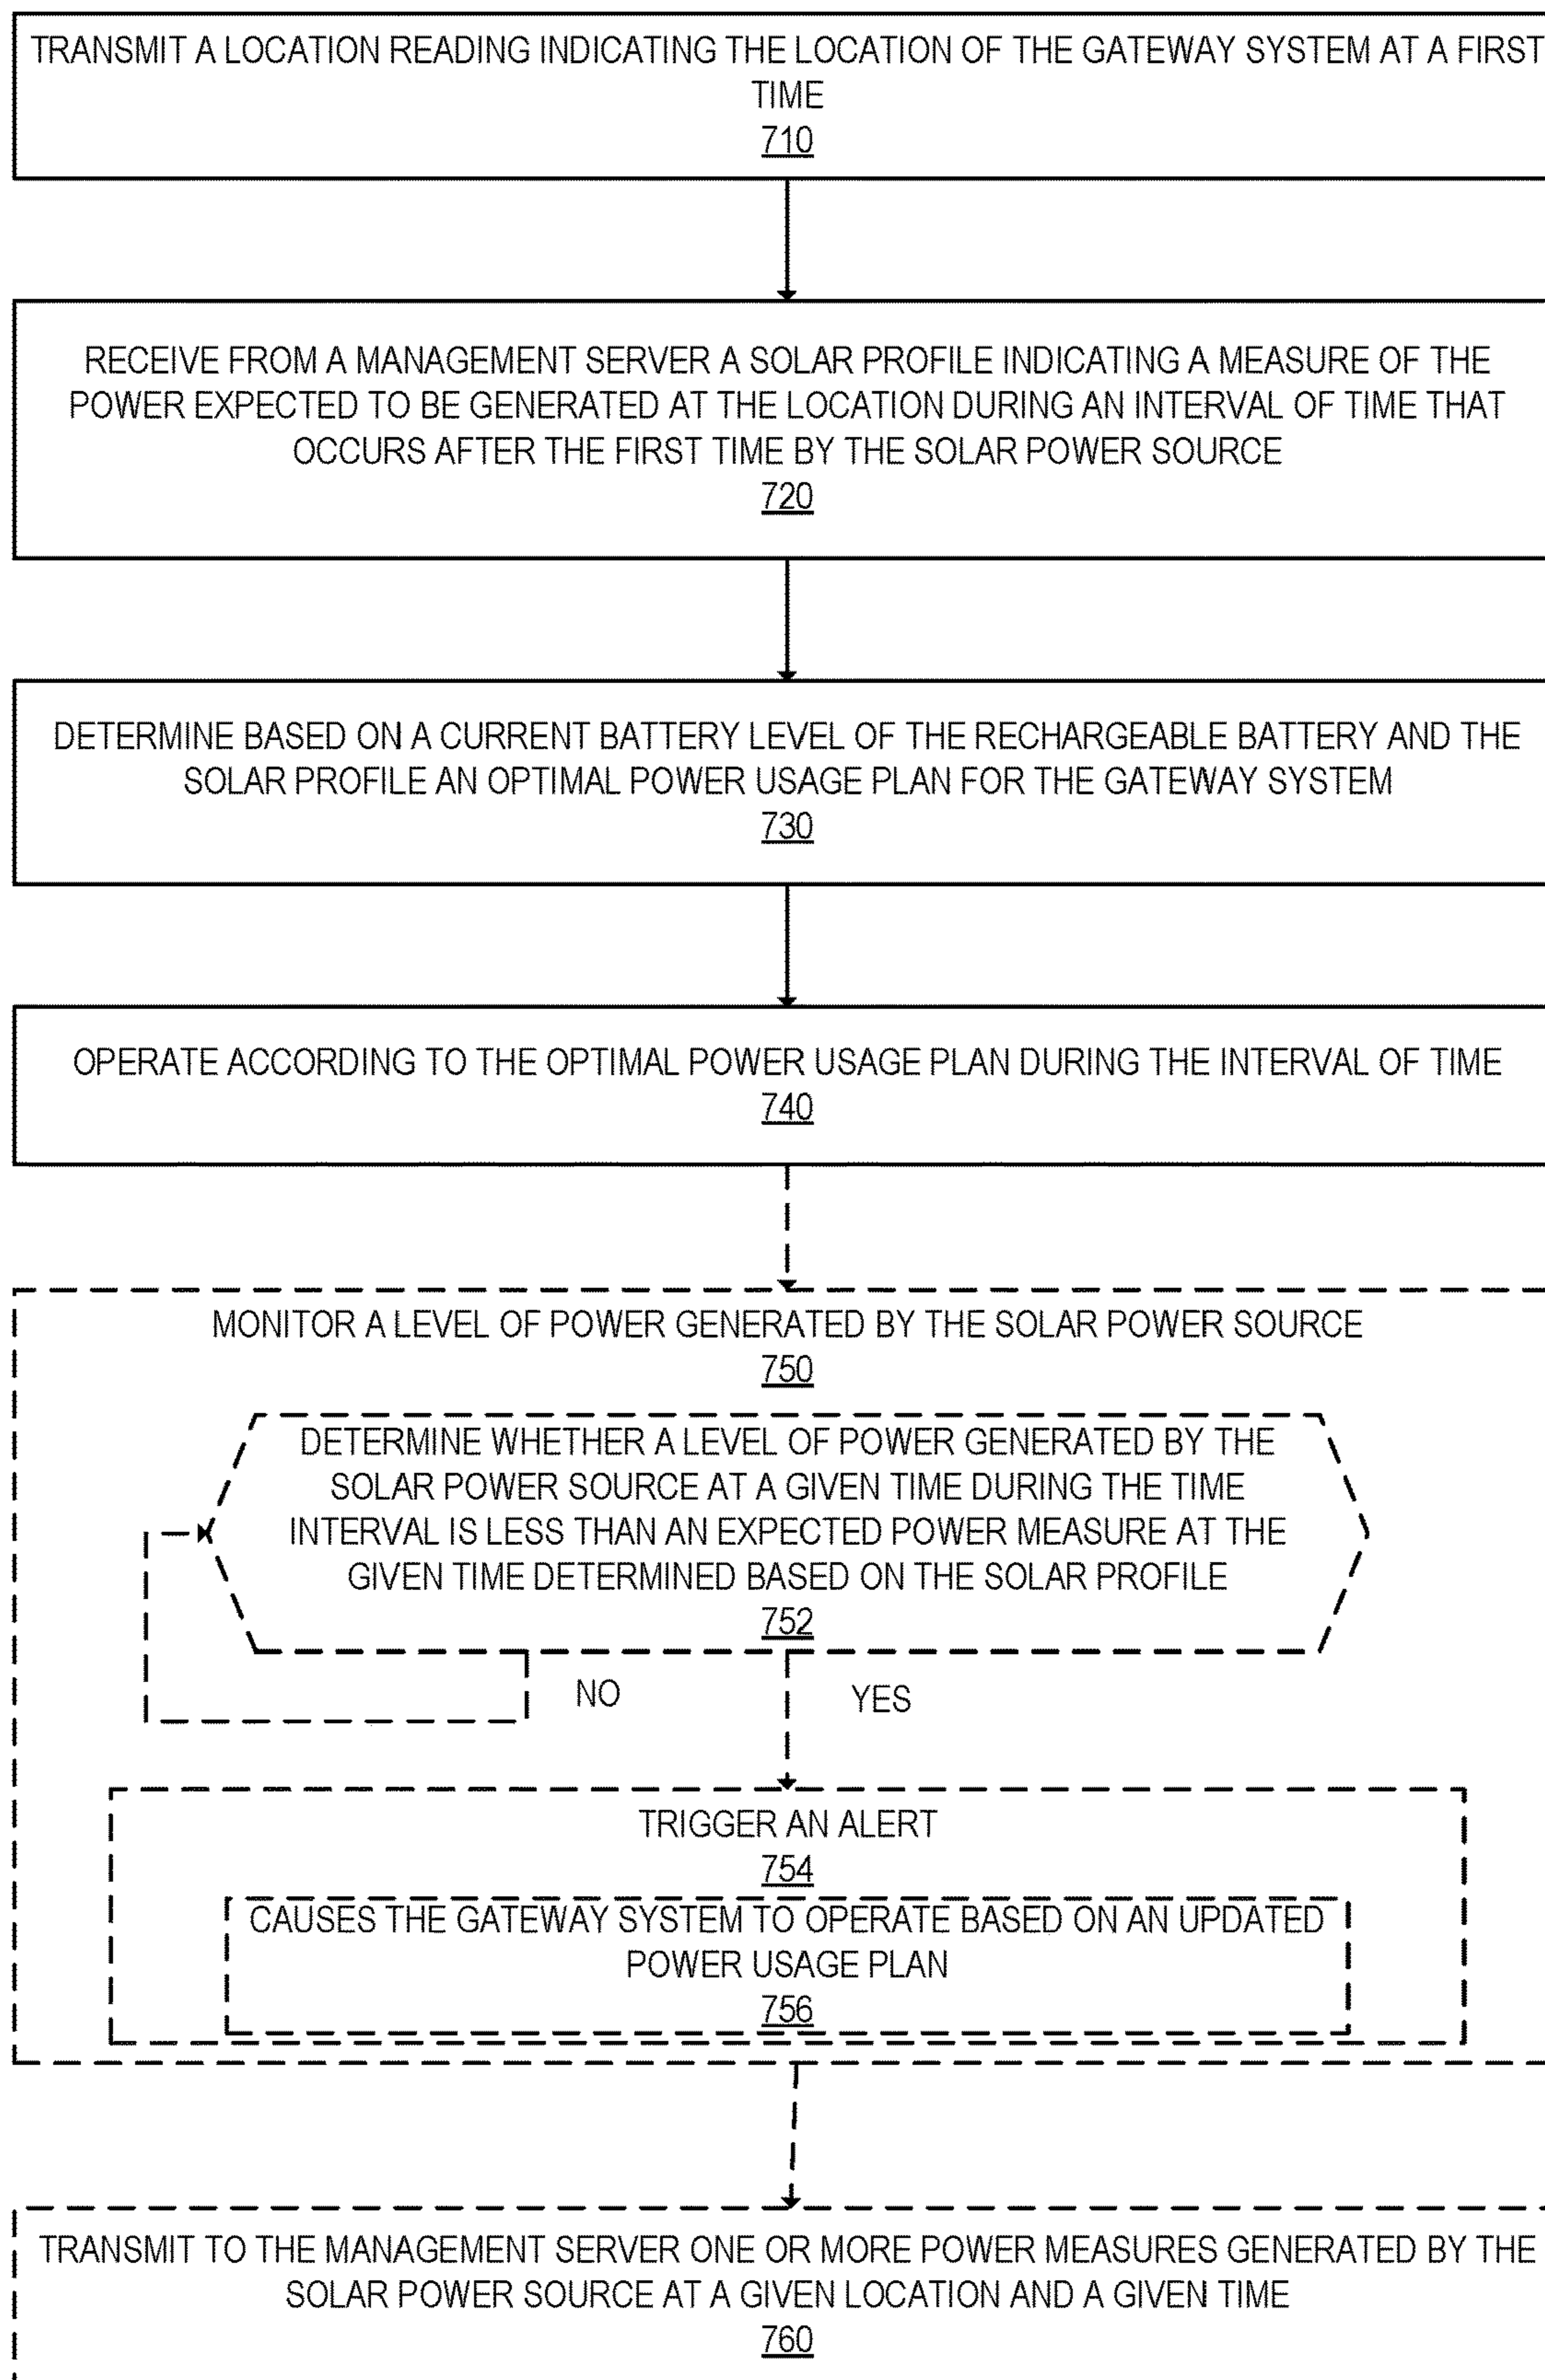 TRANSMIT A LOCATION READING INDICATING THE LOCATION OF THE GATEWAY SYSTEM AT A FIRST
TIME
710
RECEIVE FROM A MANAGEMENT SERVER A SOLAR PROFILE INDICATING A MEASURE OF THE
POWER EXPECTED TO BE GENERATED AT THE LOCATION DURING AN INTERVAL OF TIME THAT
OCCURS AFTER THE FIRST TIME BY THE SOLAR POWER SOURCE
720
DETERMINE BASED ON A CURRENT BATTERY LEVEL OF THE RECHARGEABLE BATTERY AND THE
SOLAR PROFILE AN OPTIMAL POWER USAGE PLAN FOR THE GATEWAY SYSTEM
730
OPERATE ACCORDING TO THE OPTIMAL POWER USAGE PLAN DURING THE INTERVAL OF TIME
740
MONITOR A LEVEL OF POWER GENERATED BY THE SOLAR POWER SOURCE
750
DETERMINE WHETHER A LEVEL OF POWER GENERATED BY THE
SOLAR POWER SOURCE AT A GIVEN TIME DURING THE TIME
INTERVAL IS LESS THAN AN EXPECTED POWER MEASURE AT THE
GIVEN TIME DETERMINED BASED ON THE SOLAR PROFILE
752
NO
YES
TRIGGER AN ALERT
754
CAUSES THE GATEWAY SYSTEM TO OPERATE BASED ON AN UPDATED
POWER USAGE PLAN
756
TRANSMIT TO THE MANAGEMENT SERVER ONE OR MORE POWER MEASURES GENERATED BY THE
SOLAR POWER SOURCE AT A GIVEN LOCATION AND A GIVEN TIME
760